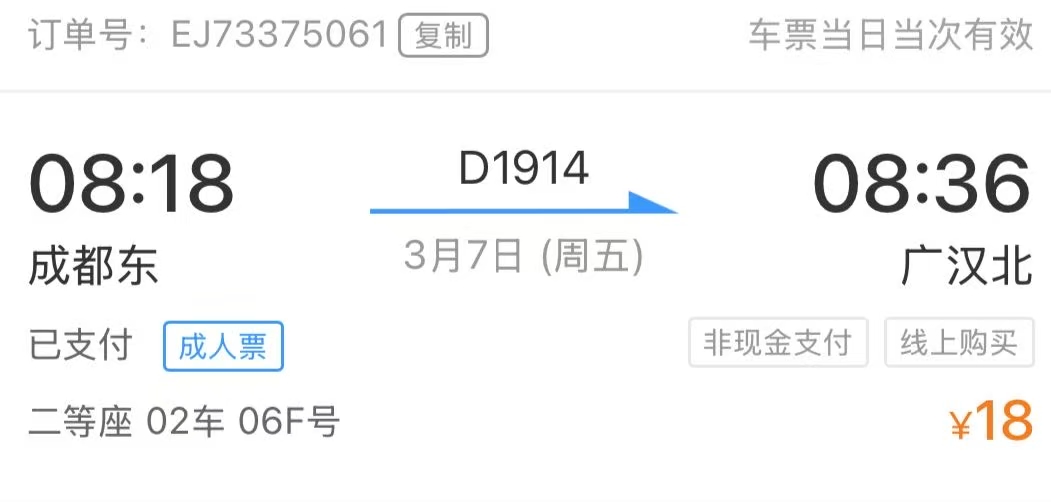 订单号：EJ73375061 复制 车票当日当次有效
08:18 D1914 08:36
成都东 3月7日 (周五) 广汉北
已支付 成人票 非现金支付 线上购买
二等座 02车 06F号 ¥18